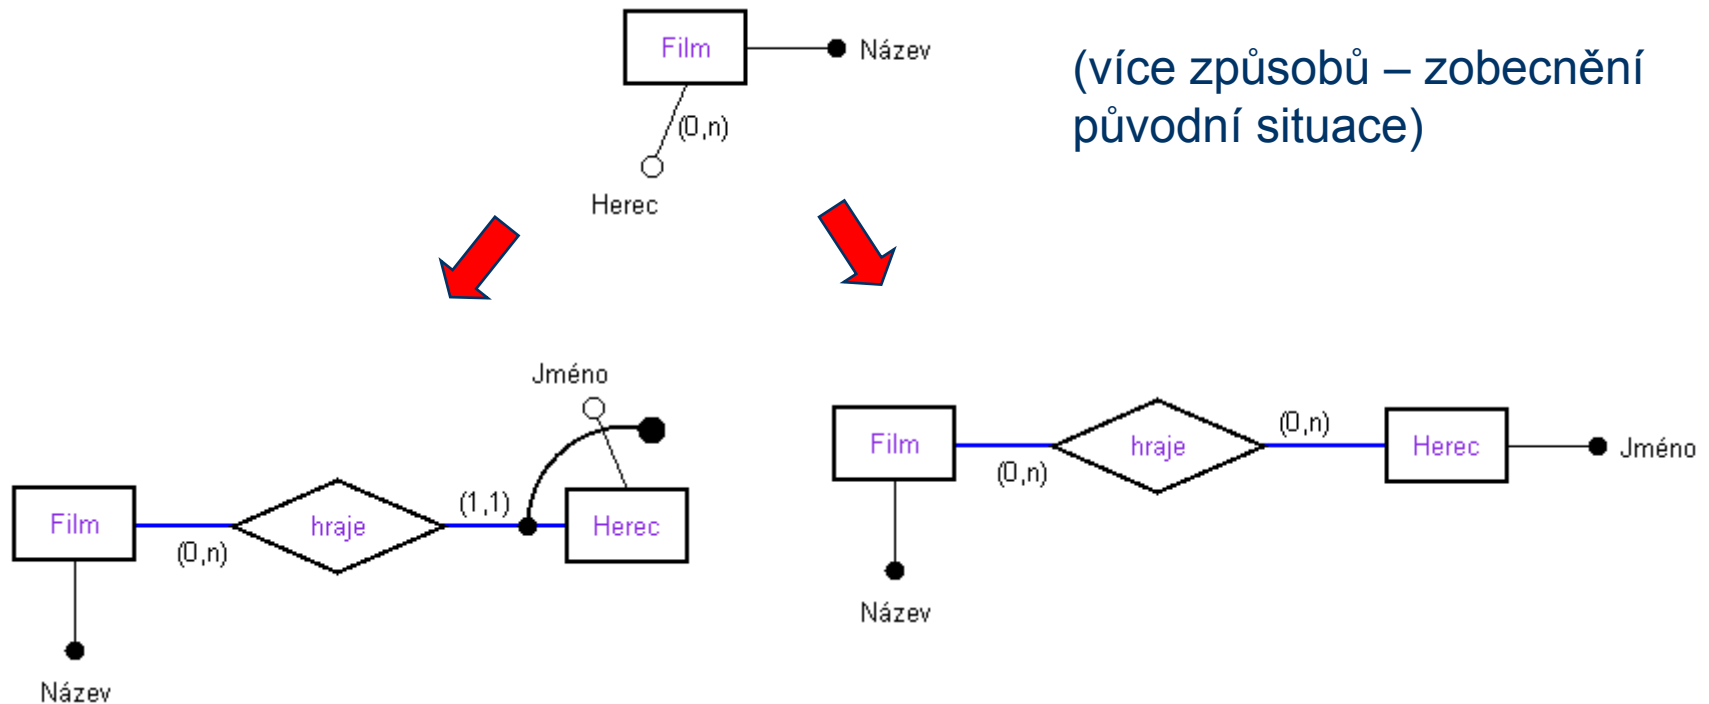 Film
Název
(0,n)
Herec
(více způsobů – zobecnění
původní situace)
Jméno
Film
(0,n)
hraje
(1,1)
Herec
Název
Film
(0,n)
hraje
(0,n)
Herec
Jméno
Název